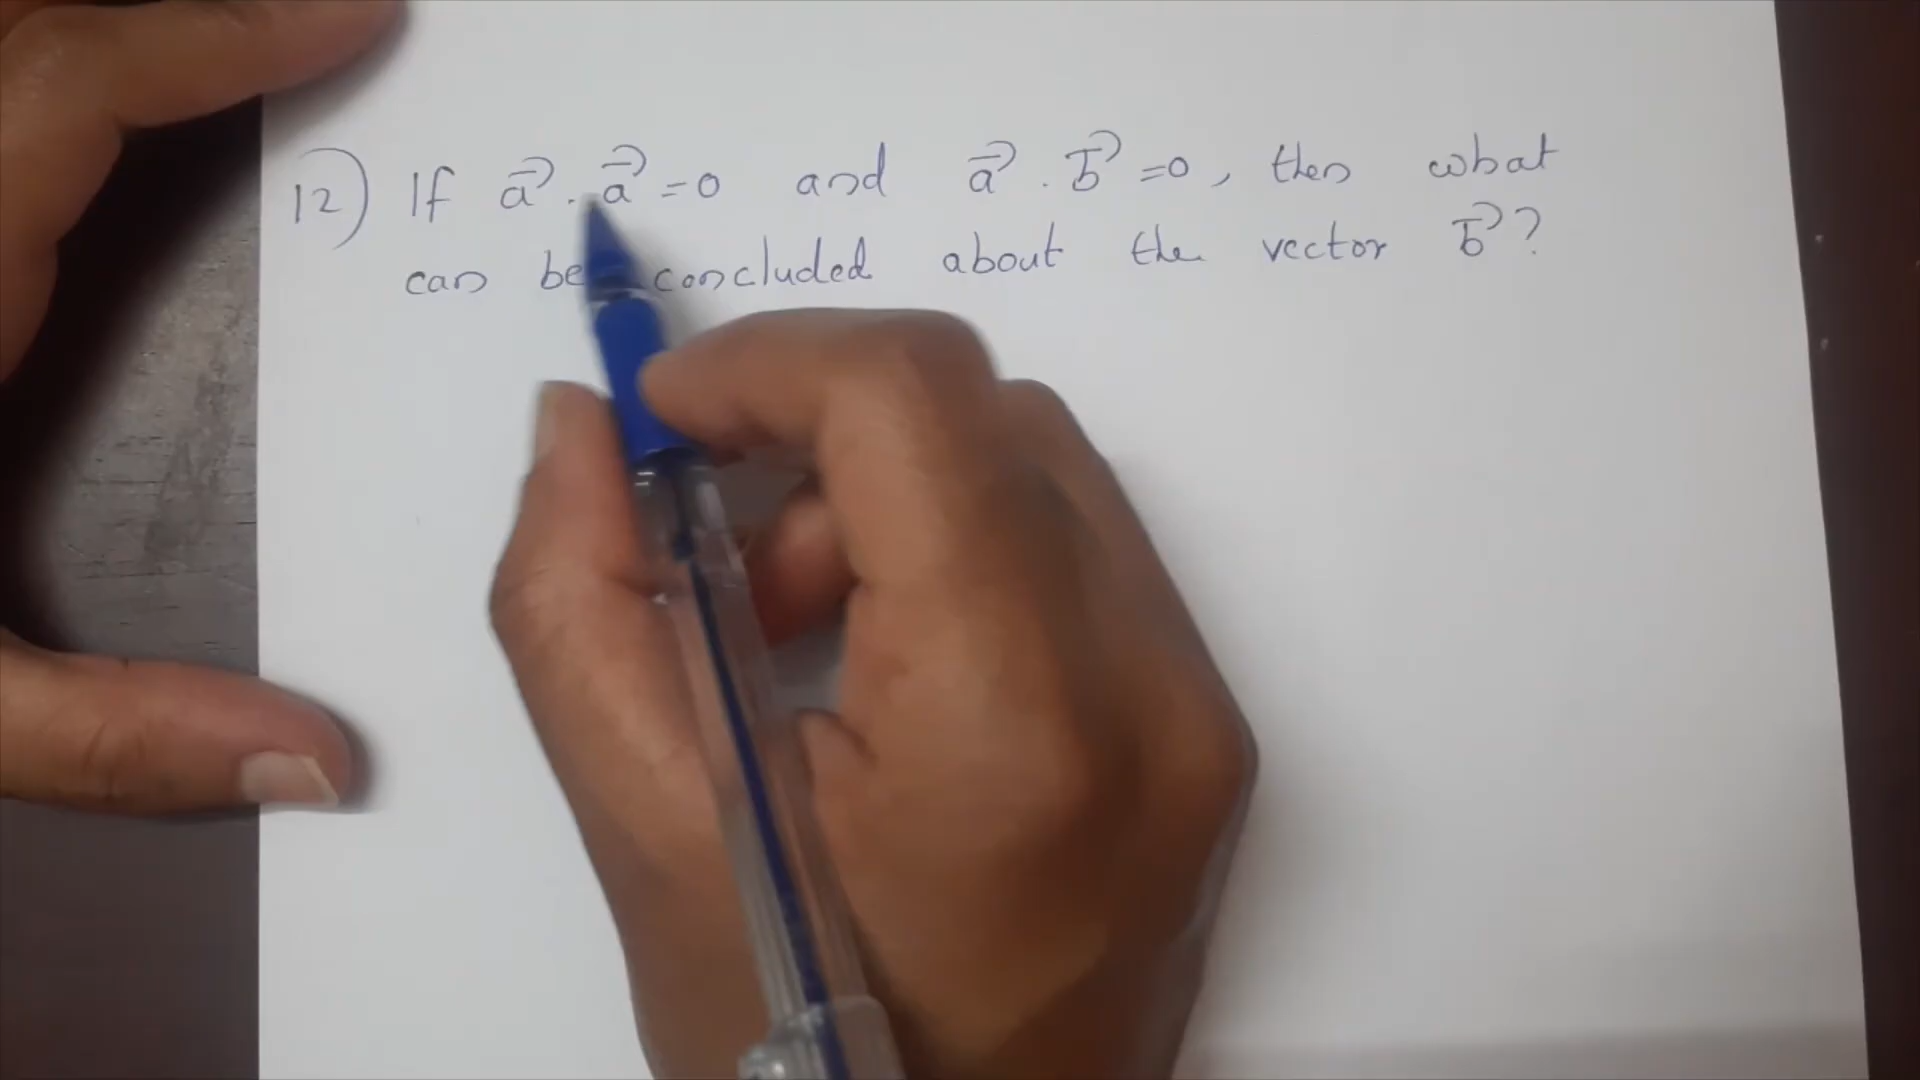 12) If a⃗ . a⃗ = 0 and a⃗ . b⃗ = 0, then what
can be concluded about the vector b⃗ ?